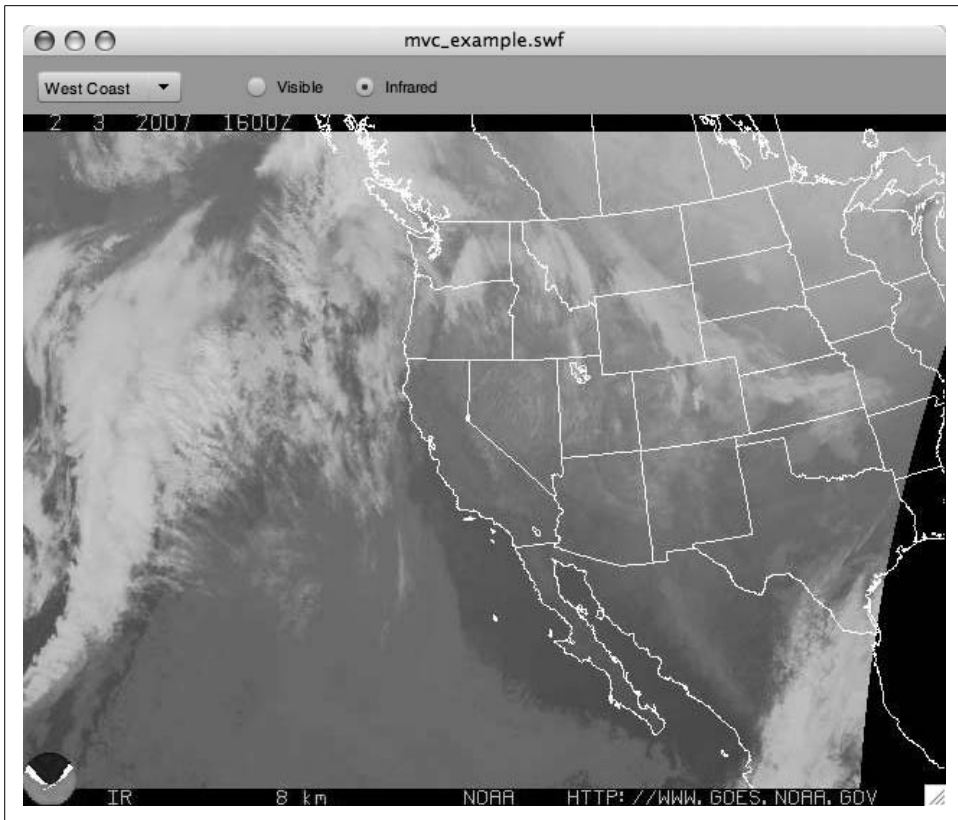 mvc_example.swf
West Coast Visible Infrared
2 3 2007 1600Z
IR 8 km NOAA HTTP://WWW.GOES.NOAA.GOV